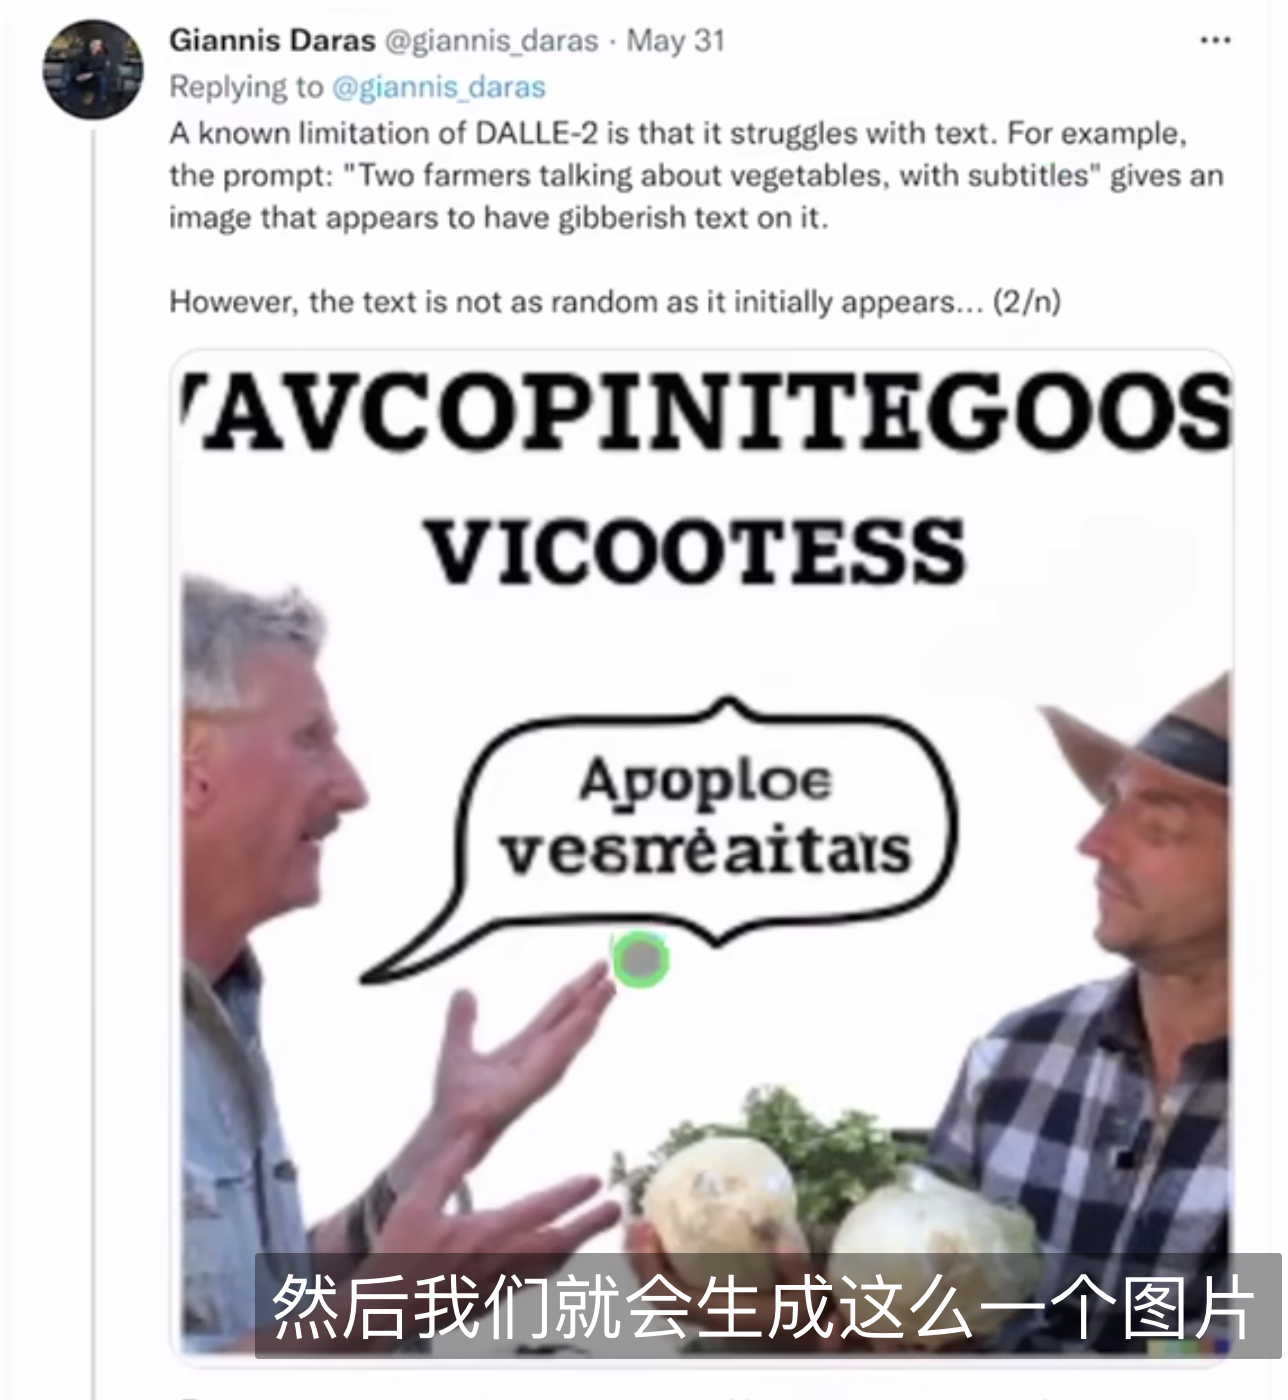 Giannis Daras @giannis_daras · May 31
Replying to @giannis_daras
A known limitation of DALLE-2 is that it struggles with text. For example,
the prompt: "Two farmers talking about vegetables, with subtitles" gives an
image that appears to have gibberish text on it.
However, the text is not as random as it initially appears... (2/n)
AVCOPINITEGOOS
VICOOTESS
Apoploe
vesrreaitais
然后我们就会生成这么一个图片